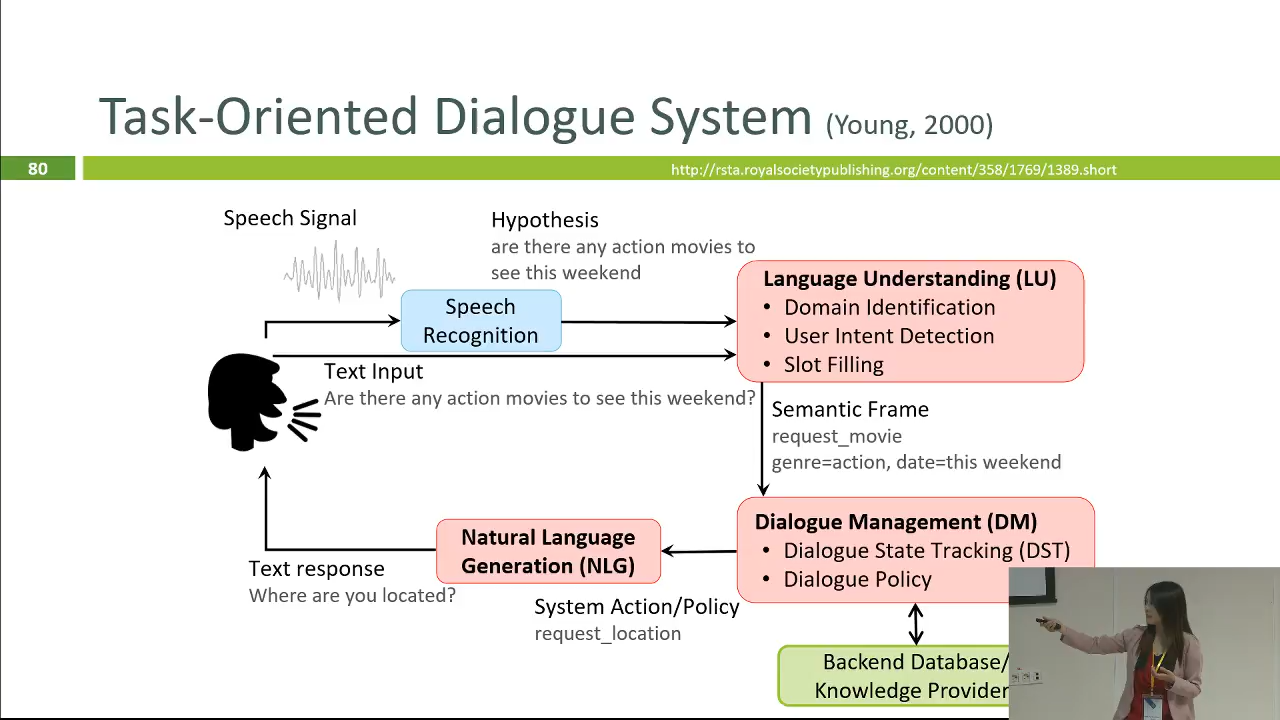 Task-Oriented Dialogue System (Young, 2000)
80
http://rsta.royalsocietypublishing.org/content/358/1769/1389.short
Speech Signal
Hypothesis
are there any action movies to
see this weekend
Speech
Recognition
Language Understanding (LU)
• Domain Identification
• User Intent Detection
• Slot Filling
Text Input
Are there any action movies to see this weekend?
Semantic Frame
request_movie
genre=action, date=this weekend
Dialogue Management (DM)
• Dialogue State Tracking (DST)
• Dialogue Policy
Natural Language
Generation (NLG)
Text response
Where are you located?
System Action/Policy
request_location
Backend Database/
Knowledge Provider